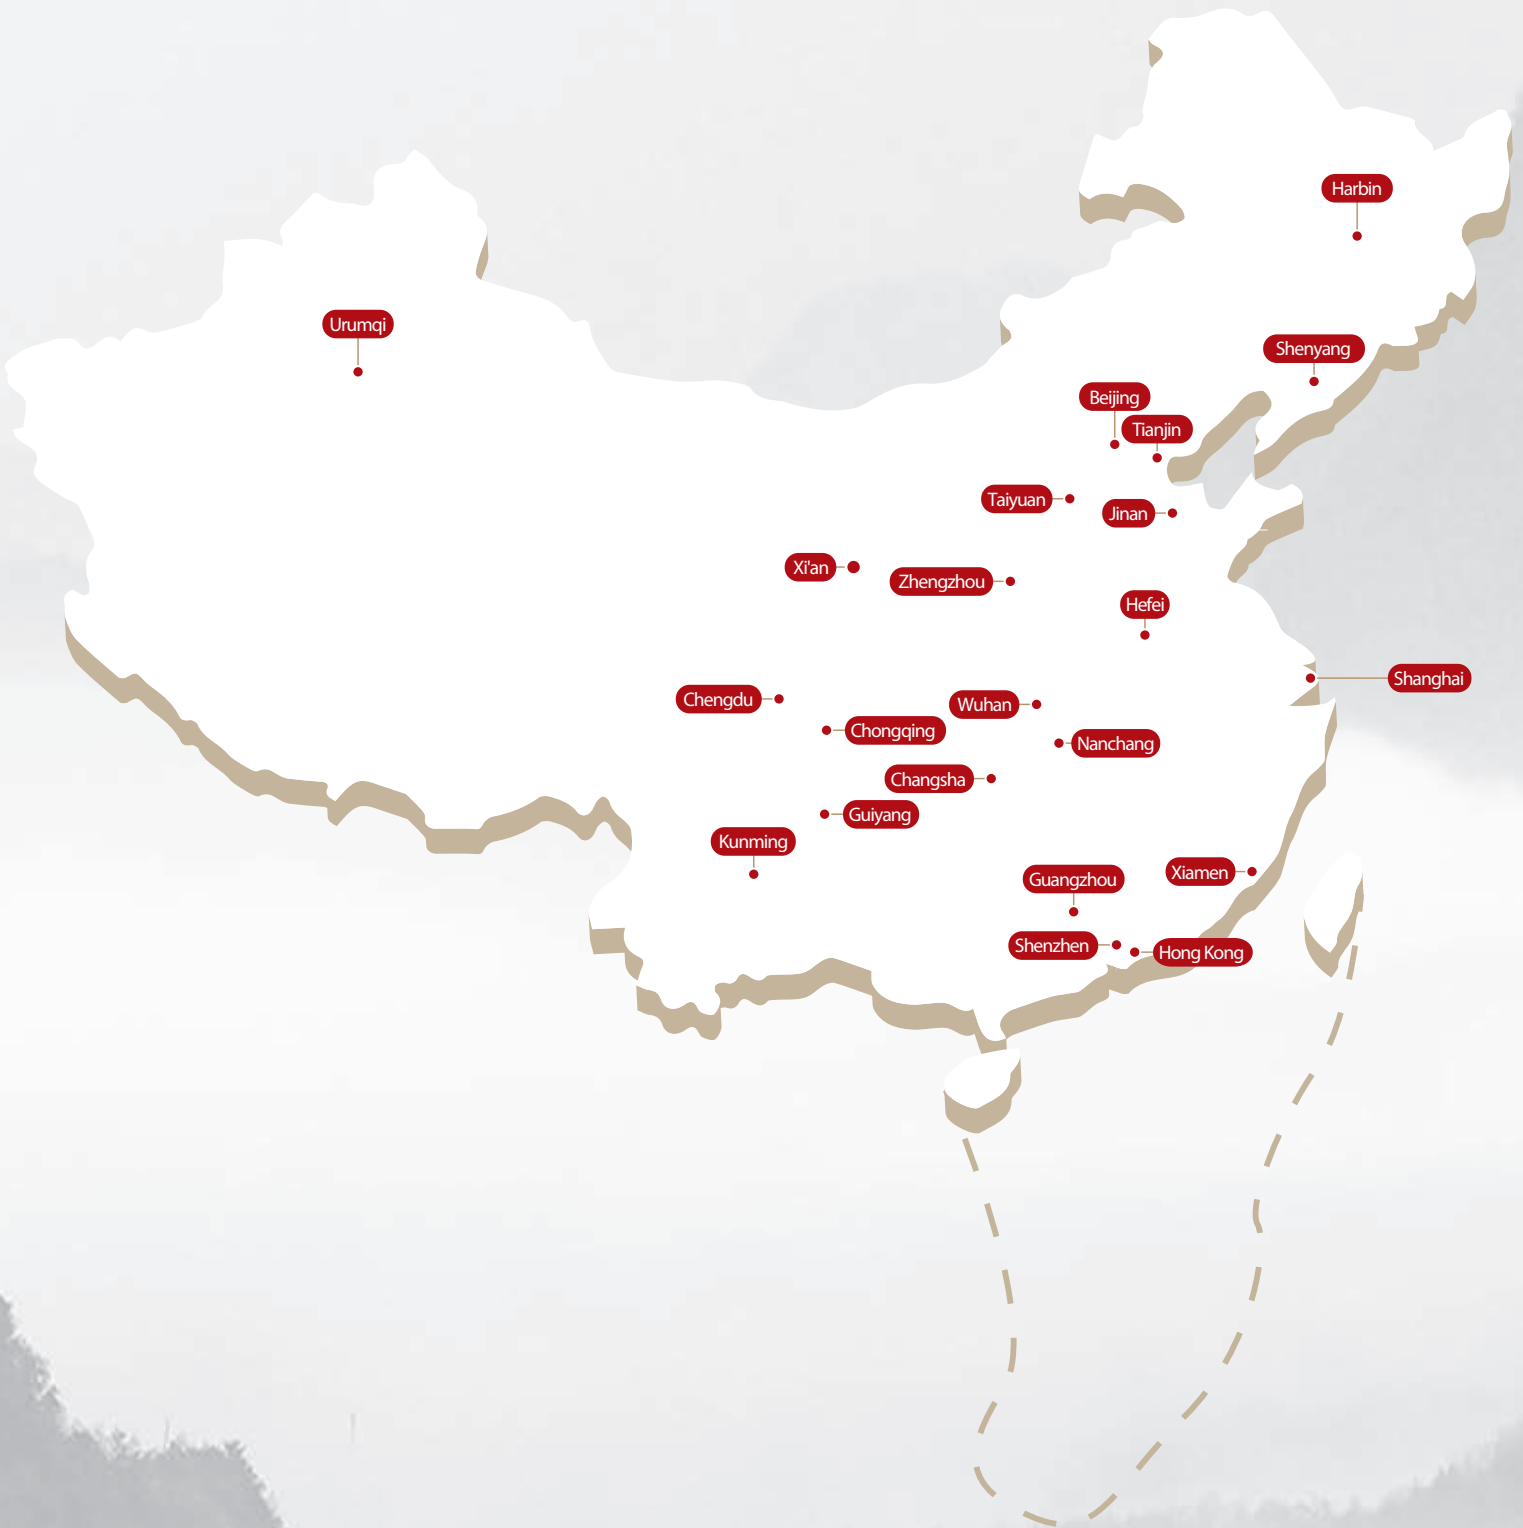 Harbin
Urumqi
Shenyang
Beijing
Tianjin
Taiyuan
Jinan
Xi'an
Zhengzhou
Hefei
Shanghai
Chengdu
Wuhan
Chongqing
Nanchang
Changsha
Guiyang
Kunming
Xiamen
Guangzhou
Shenzhen
Hong Kong